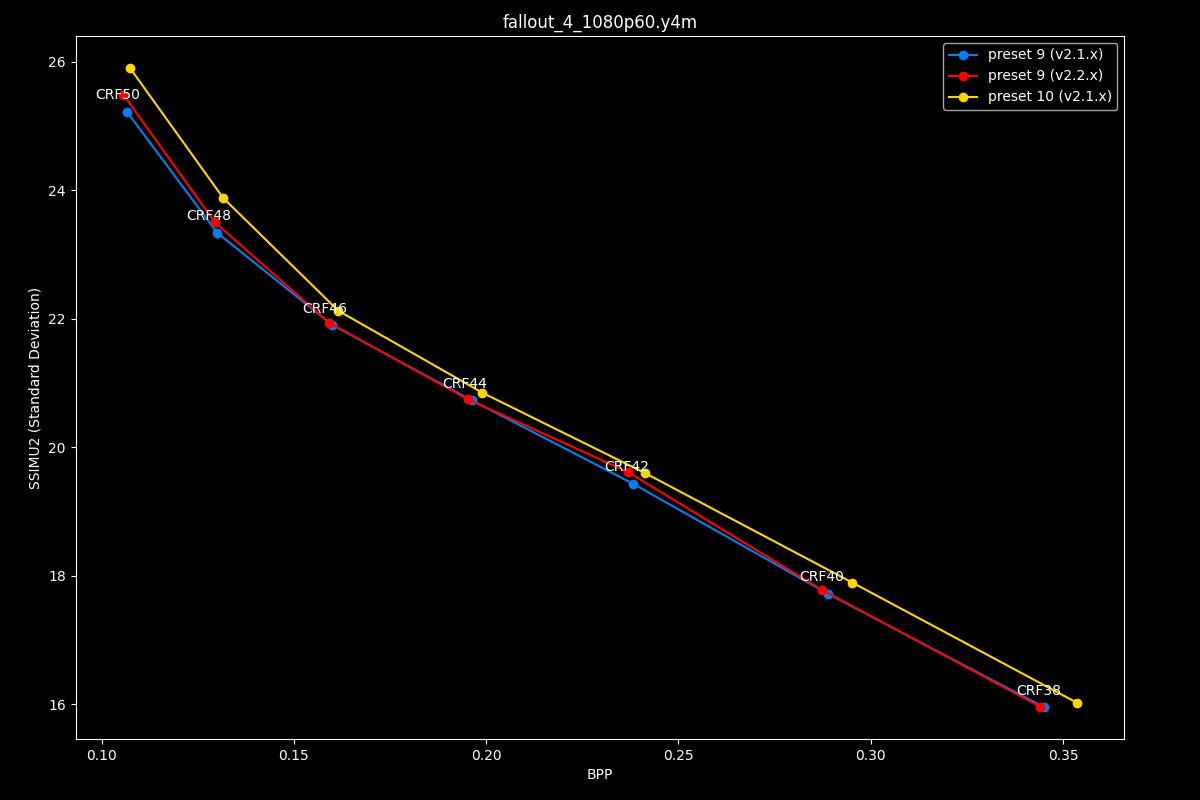 fallout_4_1080p60.y4m
preset 9 (v2.1.x)
preset 9 (v2.2.x)
preset 10 (v2.1.x)
26
24
22
20
18
16
SSIMU2 (Standard Deviation)
CRF50
CRF48
CRF46
CRF44
CRF42
CRF40
CRF38
0.10
0.15
0.20
0.25
0.30
0.35
BPP